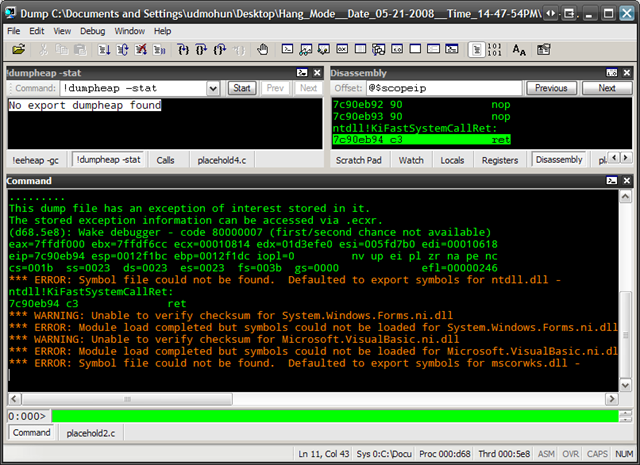 Dump C:\Documents and Settings\udmohun\Desktop\Hang_Mode__Date_05-21-2008__Time_14-47-54PM\
File Edit View Debug Window Help
!dumpheap -stat
Command: !dumpheap -stat Start Prev Next
No export dumpheap found
!eeheap -gc !dumpheap -stat Calls placehold4.c
Disassembly
Offset: @$scopeip Previous Next
7c90eb92 90 nop
7c90eb93 90 nop
ntdll!KiFastSystemCallRet:
7c90eb94 c3 ret
Scratch Pad Watch Locals Registers Disassembly pl
Command
.........
This dump file has an exception of interest stored in it.
The stored exception information can be accessed via .ecxr.
(d68.5e8): Wake debugger - code 80000007 (first/second chance not available)
eax=7ffdf000 ebx=7ffdf6cc ecx=00010814 edx=01d3efe0 esi=005fd7b0 edi=00010618
eip=7c90eb94 esp=0012f1bc ebp=0012f1dc iopl=0 nv up ei pl zr na pe nc
cs=001b ss=0023 ds=0023 es=0023 fs=003b gs=0000 efl=00000246
*** ERROR: Symbol file could not be found. Defaulted to export symbols for ntdll.dll -
ntdll!KiFastSystemCallRet:
7c90eb94 c3 ret
*** WARNING: Unable to verify checksum for System.Windows.Forms.ni.dll
*** ERROR: Module load completed but symbols could not be loaded for System.Windows.Forms.ni.dll
*** WARNING: Unable to verify checksum for Microsoft.VisualBasic.ni.dll
*** ERROR: Module load completed but symbols could not be loaded for Microsoft.VisualBasic.ni.dll
*** ERROR: Symbol file could not be found. Defaulted to export symbols for mscorwks.dll -
0:000>
Command placehold2.c
Ln 11, Col 43 Sys 0:C:\Docu Proc 000:d68 Thrd 000:5e8 ASM OVR CAPS NUM